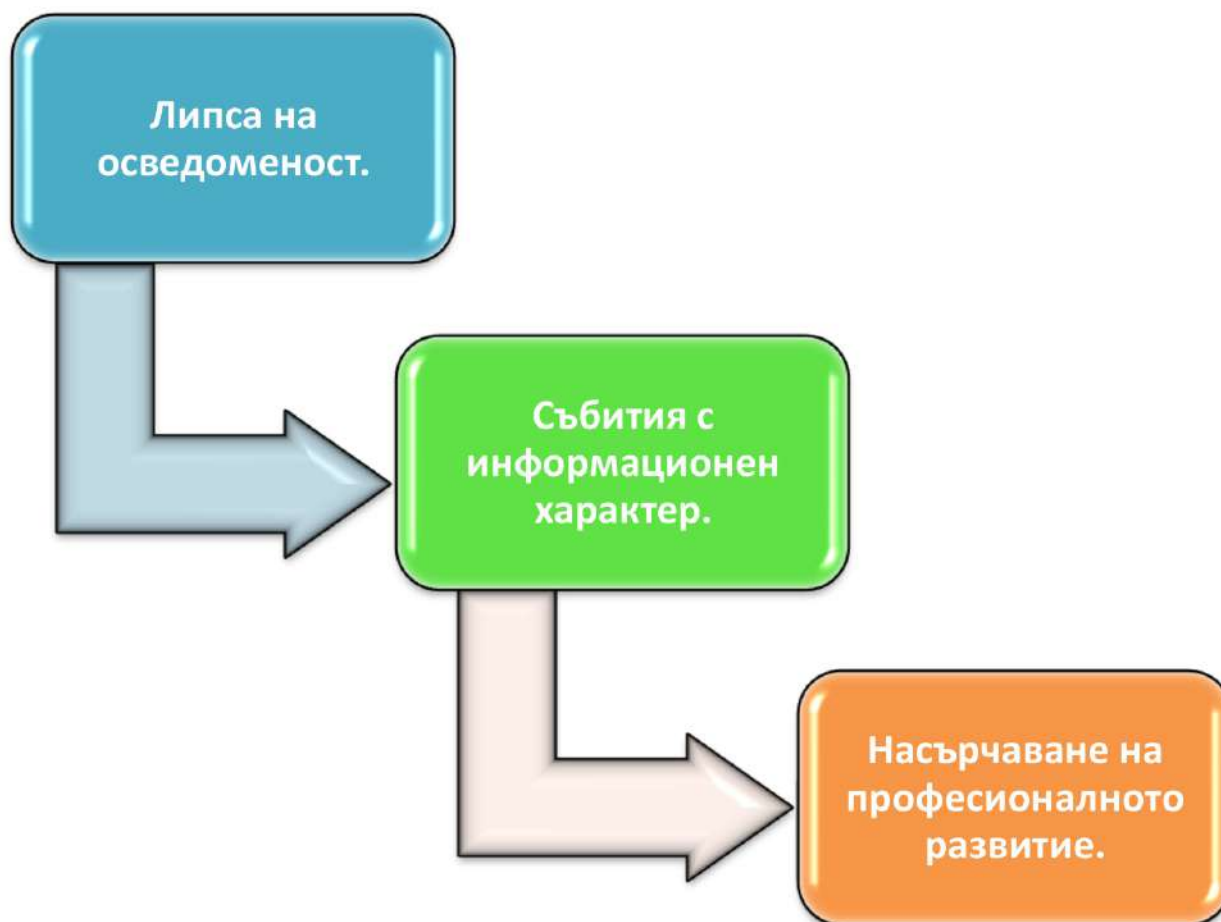 Липса на
осведоменост.
Събития с
информационен
характер.
Насърчаване на
професионалното
развитие.